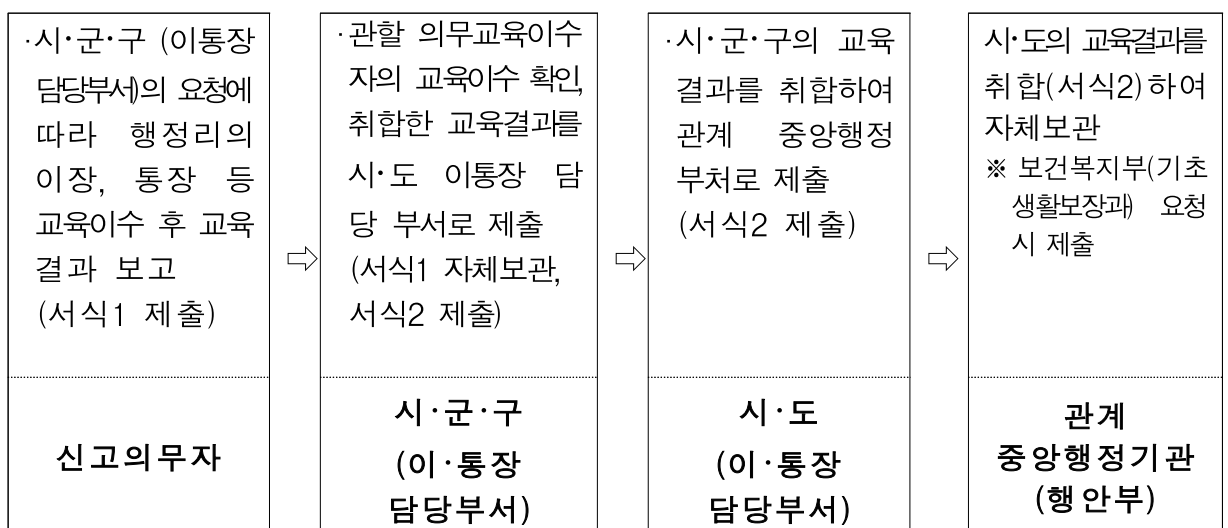 ·시·군·구 (이통장
담당부서)의 요청에
따라 행정리의
이장, 통장 등
교육이수 후 교육
결과 보고
(서식1 제출)
신고의무자
⇨
·관할 의무교육이수
자의 교육이수 확인,
취합한 교육결과를
시·도 이통장 담
당 부서로 제출
(서식1 자체보관,
서식2 제출)
시·군·구
(이·통장
담당부서)
⇨
·시·군·구의 교육
결과를 취합하여
관계 중앙행정
부처로 제출
(서식2 제출)
시·도
(이·통장
담당부서)
⇨
시·도의 교육결과를
취합(서식2)하여
자체보관
※ 보건복지부(기초
생활보장과) 요청
시 제출
관계
중앙행정기관
(행안부)